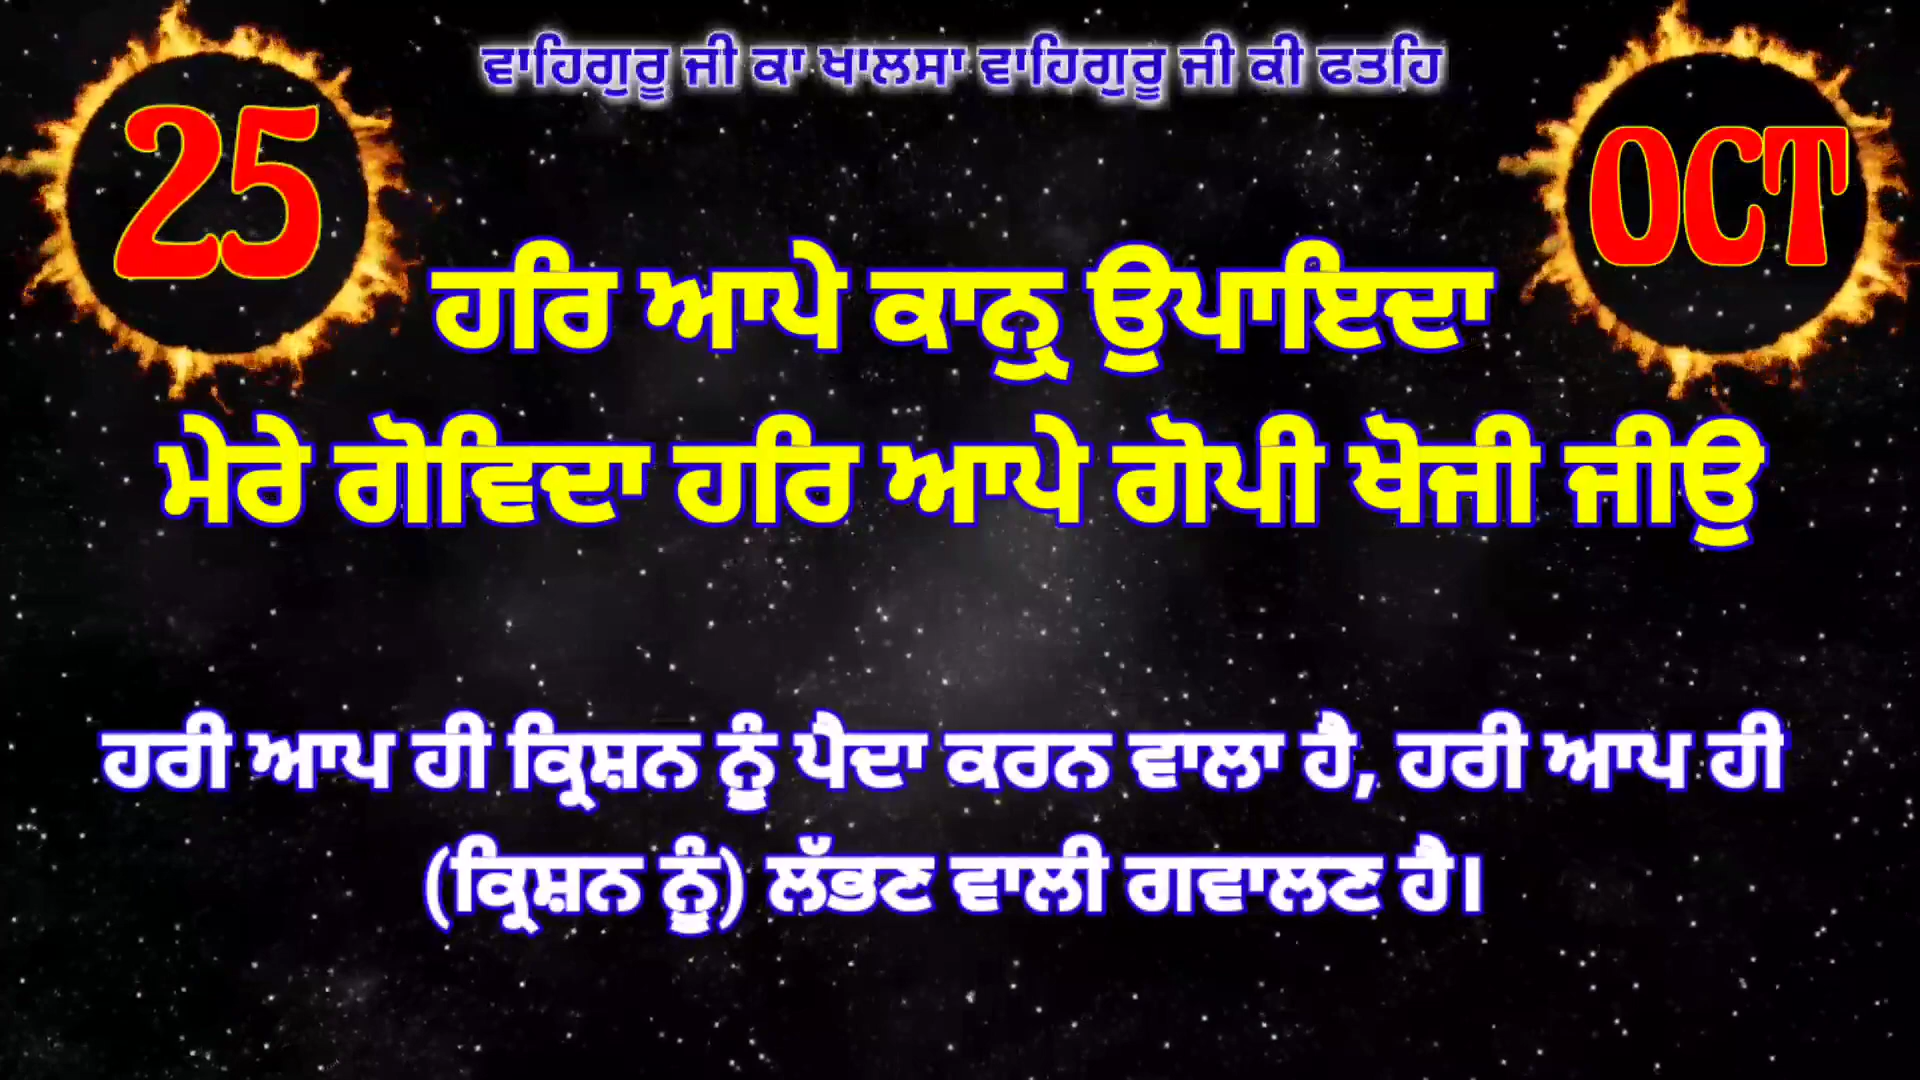 ਵਾਹਿਗੁਰੂ ਜੀ ਕਾ ਖਾਲਸਾ ਵਾਹਿਗੁਰੂ ਜੀ ਕੀ ਫਤਹਿ
25
OCT
ਹਰਿ ਆਪੇ ਕਾਨ੍ਰੁ ਉਪਾਇਦਾ
ਮੇਰੇ ਗੋਵਿਦਾ ਹਰਿ ਆਪੇ ਗੋਪੀ ਖੋਜੀ ਜੀਉ
ਹਰੀ ਆਪ ਹੀ ਕ੍ਰਿਸ਼ਨ ਨੂੰ ਪੈਦਾ ਕਰਨ ਵਾਲਾ ਹੈ, ਹਰੀ ਆਪ ਹੀ
(ਕ੍ਰਿਸ਼ਨ ਨੂੰ) ਲੱਭਣ ਵਾਲੀ ਗਵਾਲਣ ਹੈ।